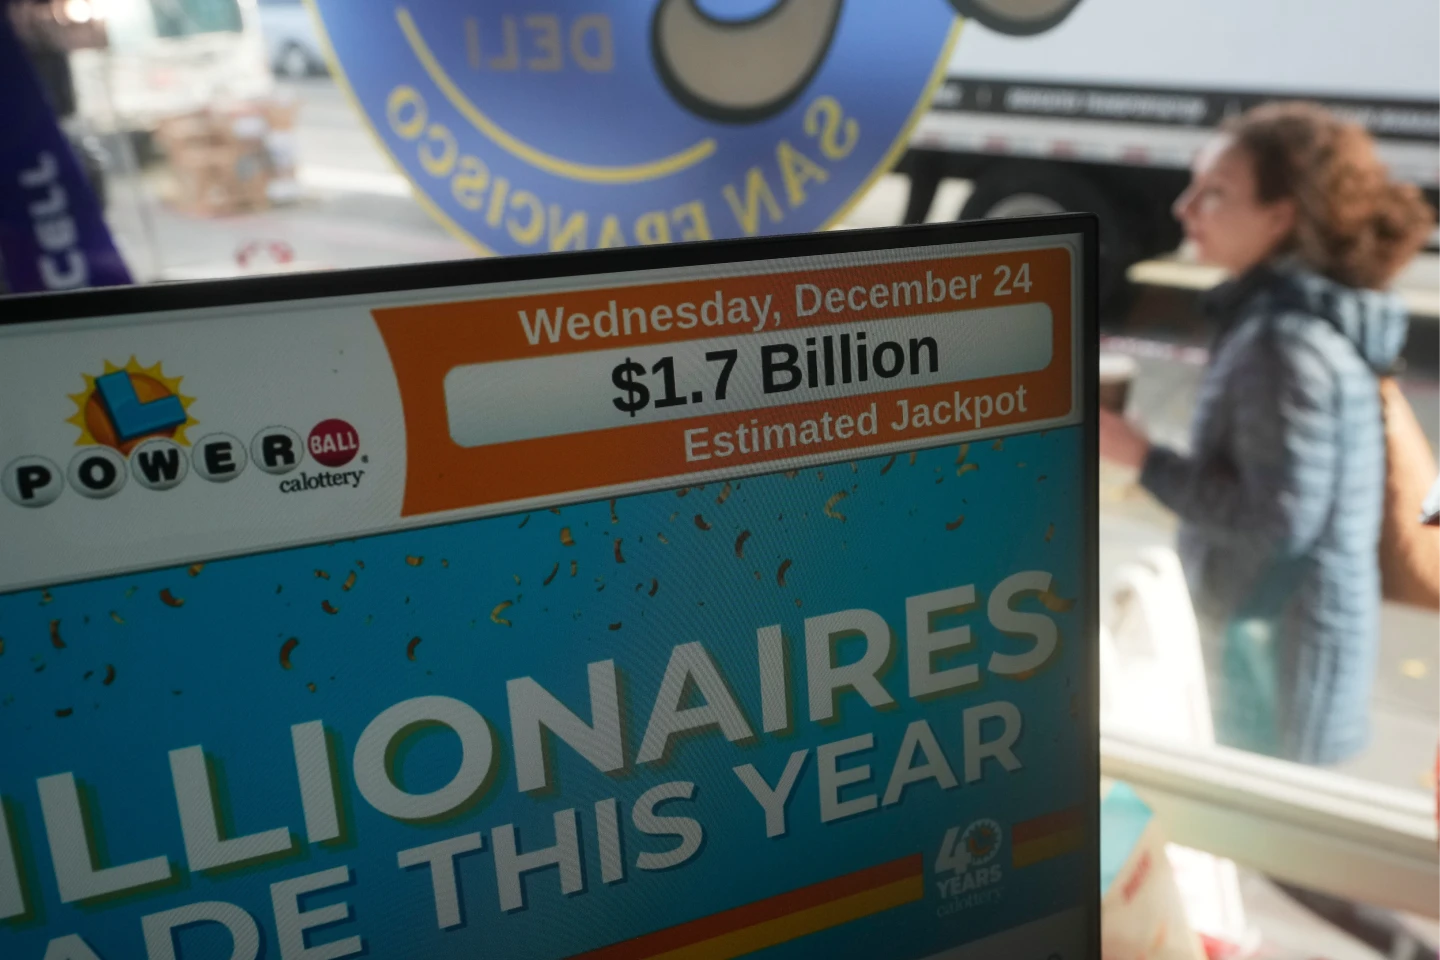 DELI
SAN FRANCISCO
Wednesday, December 24
$1.7 Billion
Estimated Jackpot
POWER BALL
calottery
ILLIONAIRES
ADE THIS YEAR
40
YEARS
calottery